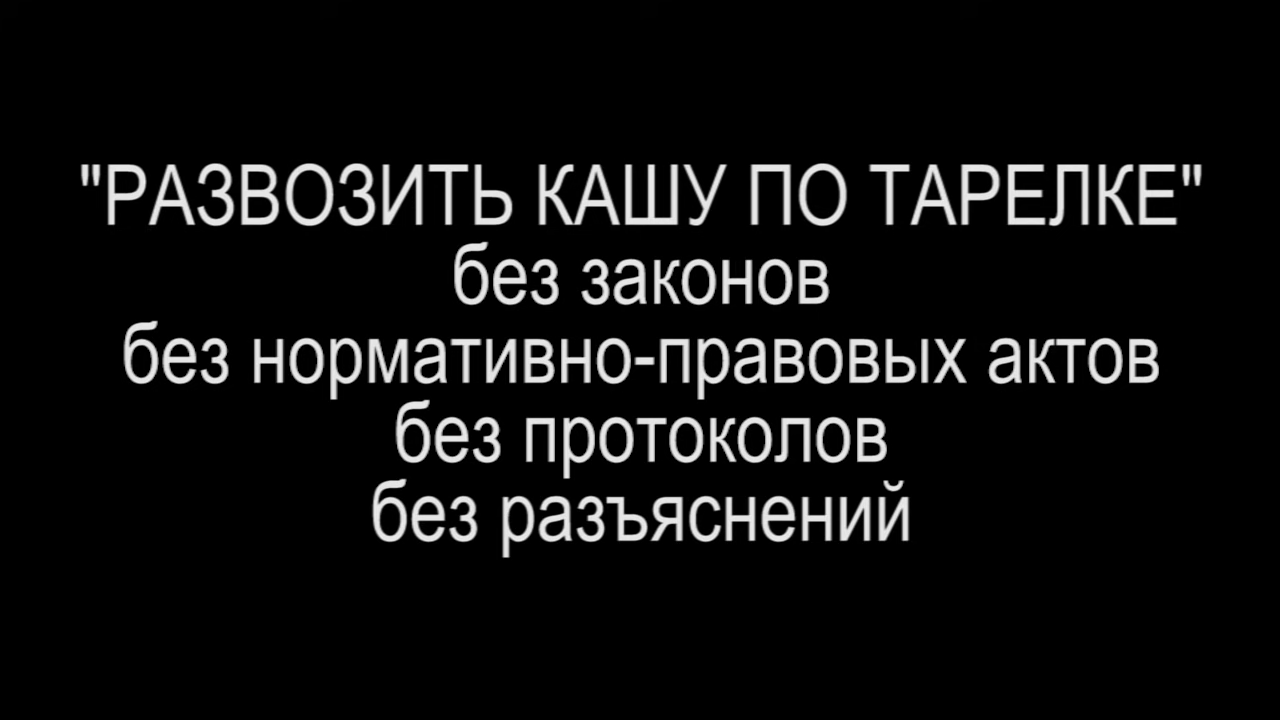 "РАЗВОЗИТЬ КАШУ ПО ТАРЕЛКЕ"
без законов
без нормативно-правовых актов
без протоколов
без разъяснений